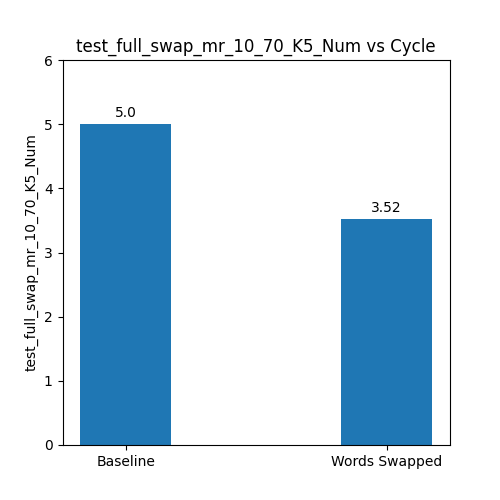 test_full_swap_mr_10_70_K5_Num vs Cycle
test_full_swap_mr_10_70_K5_Num
6
5
4
3
2
1
0
5.0
3.52
Baseline
Words Swapped